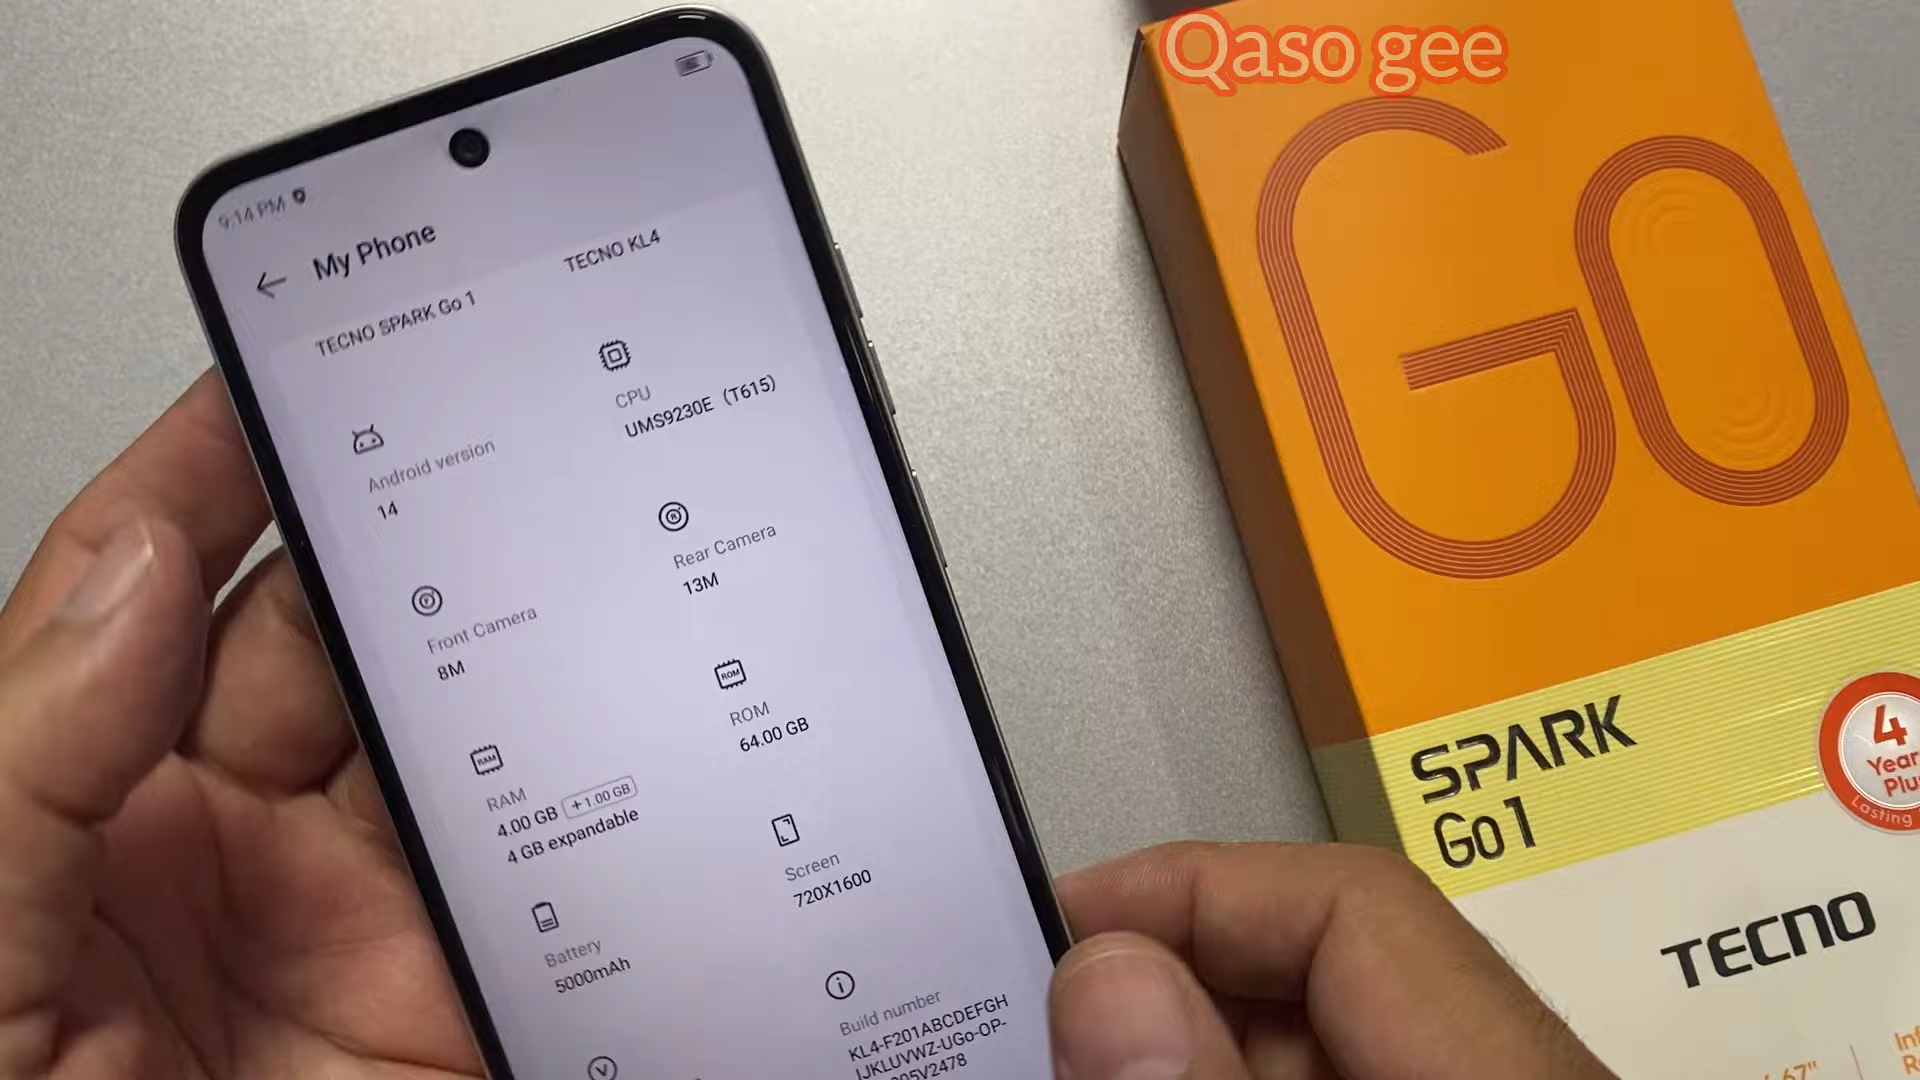 Qaso gee
9:14 PM
My Phone
TECNO SPARK Go 1
TECNO KL4
Android version
14
CPU
UMS9230E (T615)
Front Camera
8M
Rear Camera
13M
RAM
4.00 GB +1.00 GB
4 GB expandable
ROM
64.00 GB
Battery
5000mAh
Screen
720X1600
Build number
KL4-F201ABCDEFGH
IJKLUVWZ-UGo-OP-
05V2478
GO
SPARK
Go 1
4
Year
Plu
Lasting
TECNO
67"